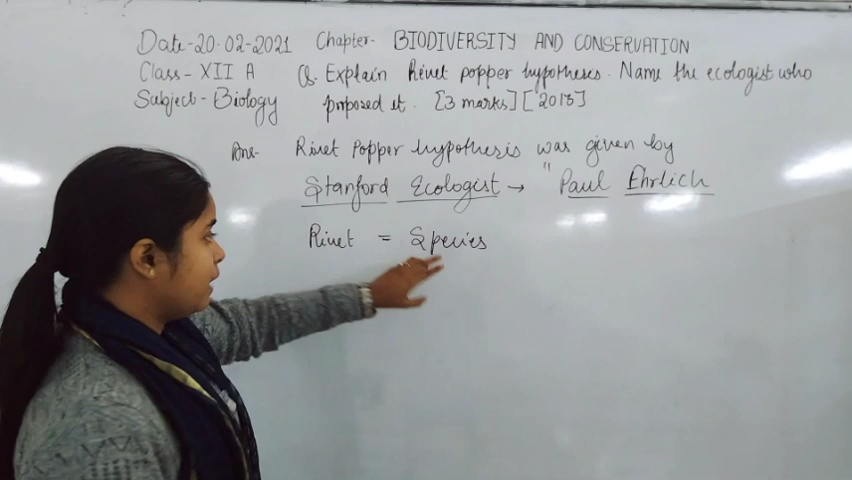 Date-20-02-2021 Chapter- BIODIVERSITY AND CONSERVATION
Class- XII A Q. Explain Rivet popper hypothesis. Name the ecologist who
Subject- Biology proposed it. [3 marks] [2013]
Ans- Rivet Popper hypothesis was given by
Stanford Ecologist → "Paul Ehrlich
Rivet = Species